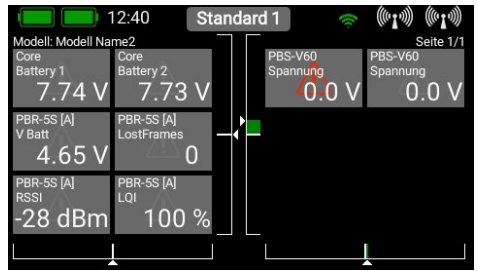 12:40 Standard 1
Modell: Modell Name2 Seite 1/1
Core
Battery 1
7.74 V
Core
Battery 2
7.73 V
PBS-V60
Spannung
0.0 V
PBS-V60
Spannung
0.0 V
PBR-5S [A]
V Batt
4.65 V
PBR-5S [A]
LostFrames
0
PBR-5S [A]
RSSI
-28 dBm
PBR-5S [A]
LQI
100 %